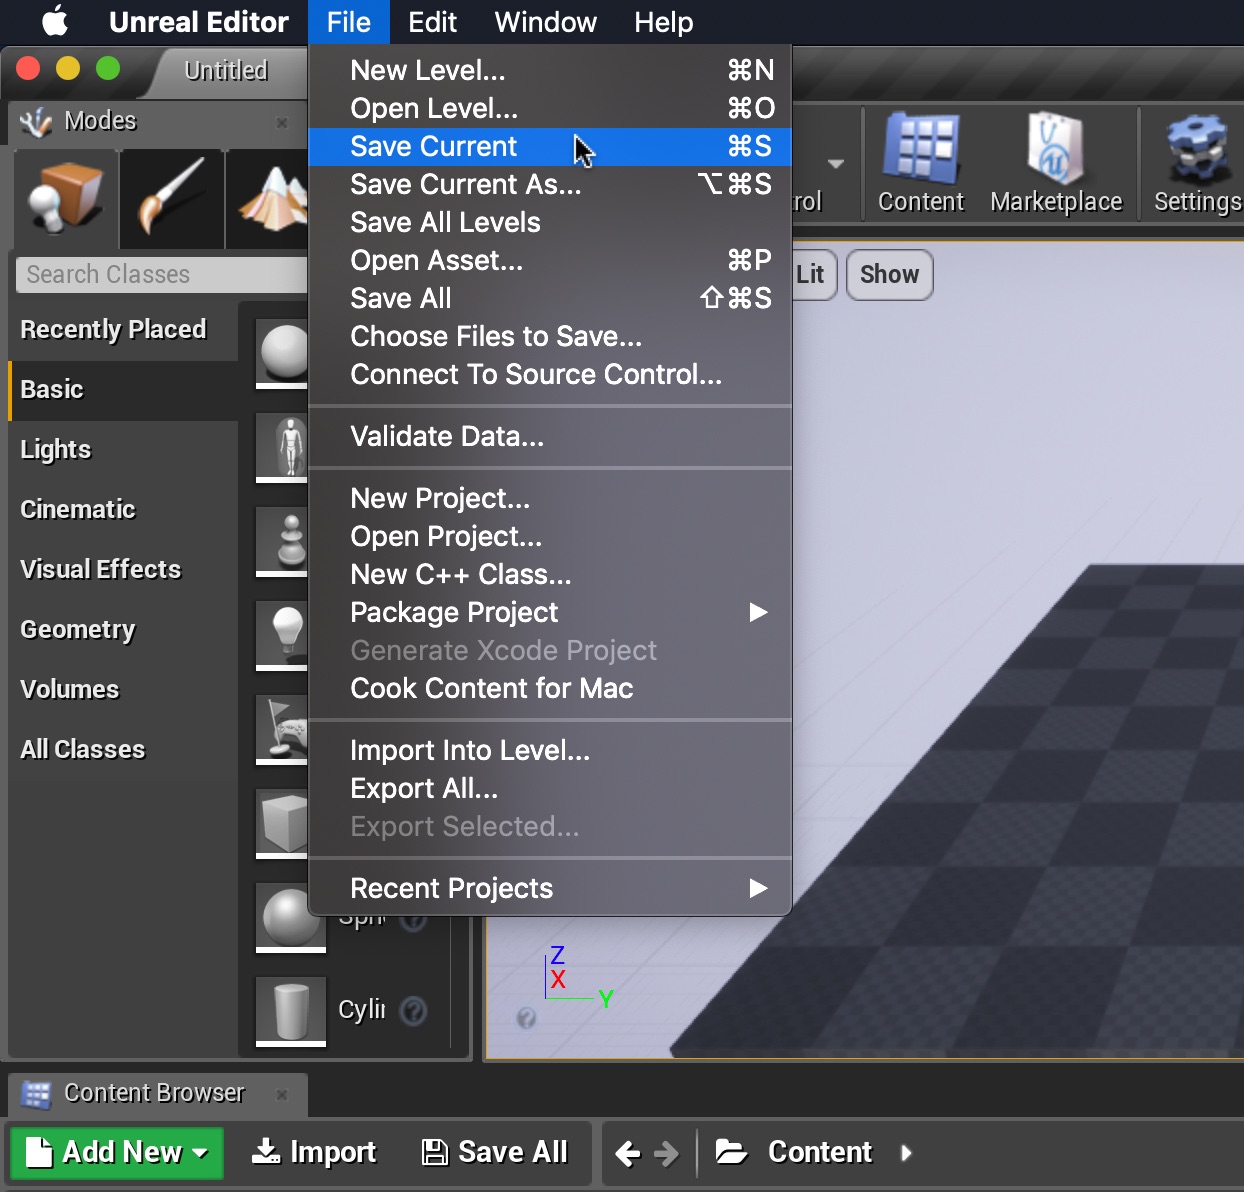 Unreal Editor File Edit Window Help
Untitled
Modes
New Level... ⌘N
Open Level... ⌘O
Save Current ⌘S
Save Current As... ⌥⌘S
Save All Levels
Open Asset... ⌘P
Save All ⇧⌘S
Choose Files to Save...
Connect To Source Control...
Validate Data...
New Project...
Open Project...
New C++ Class...
Package Project ▶
Generate Xcode Project
Cook Content for Mac
Import Into Level...
Export All...
Export Selected...
Recent Projects ▶
Content
Marketplace
Settings
Search Classes
Lit
Show
Recently Placed
Basic
Lights
Cinematic
Visual Effects
Geometry
Volumes
All Classes
Z
X
Y
Content Browser
Add New
Import
Save All
Content